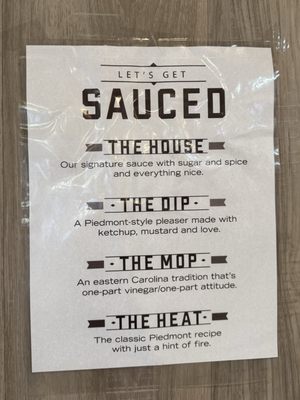 LET'S GET
SAUCED
THE HOUSE
Our signature sauce with sugar and spice
and everything nice.
THE DIP
A Piedmont-style pleaser made with
ketchup, mustard and love.
THE MOP
An eastern Carolina tradition that's
one-part vinegar/one-part attitude.
THE HEAT
The classic Piedmont recipe
with just a hint of fire.